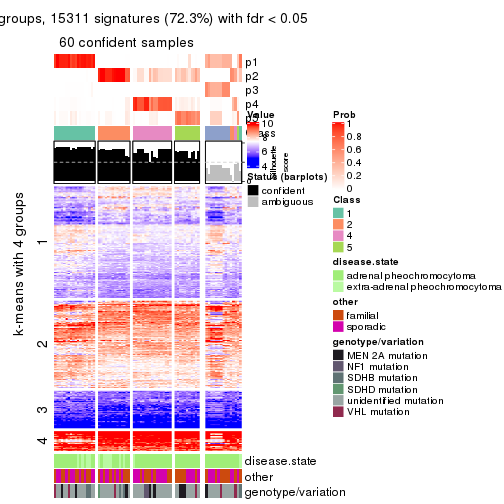 groups, 15311 signatures (72.3%) with fdr < 0.05
60 confident samples
p1
p2
p3
p4
Value
10
8
6
4
Silhouette
score
Status (barplots)
confident
ambiguous
Prob
1
0.8
0.6
0.4
0.2
0
Class
1
2
4
5
disease.state
adrenal pheochromocytoma
extra-adrenal pheochromocytoma
other
familial
sporadic
genotype/variation
MEN 2A mutation
NF1 mutation
SDHB mutation
SDHD mutation
unidentified mutation
VHL mutation
k-means with 4 groups
1
2
3
4
disease.state
other
genotype/variation